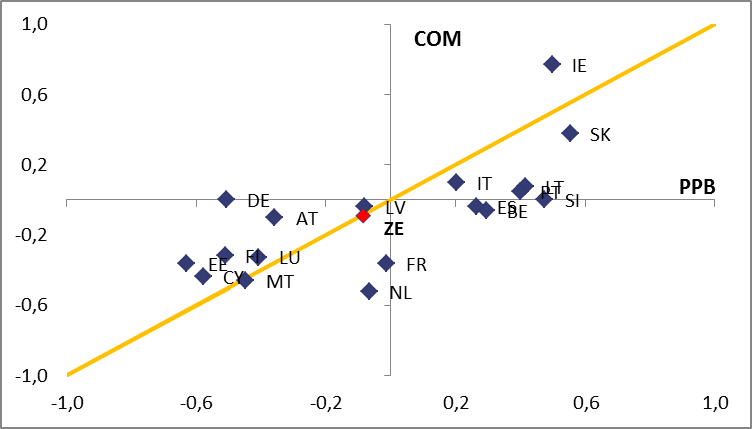 1,0
COM
IE
0,6
SK
0,2
IT
LT
PT
PPB
DE
LV
ES
BE
SI
AT
-0,2
ZE
EE
FI
LU
FR
CY
MT
NL
-0,6
-1,0
-1,0 -0,6 -0,2 0,2 0,6 1,0